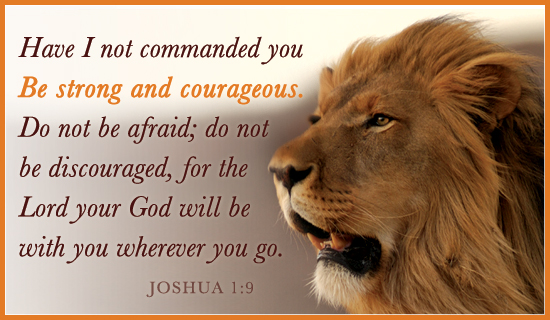 Have I not commanded you
Be strong and courageous.
Do not be afraid; do not
be discouraged, for the
Lord your God will be
with you wherever you go.
JOSHUA 1:9